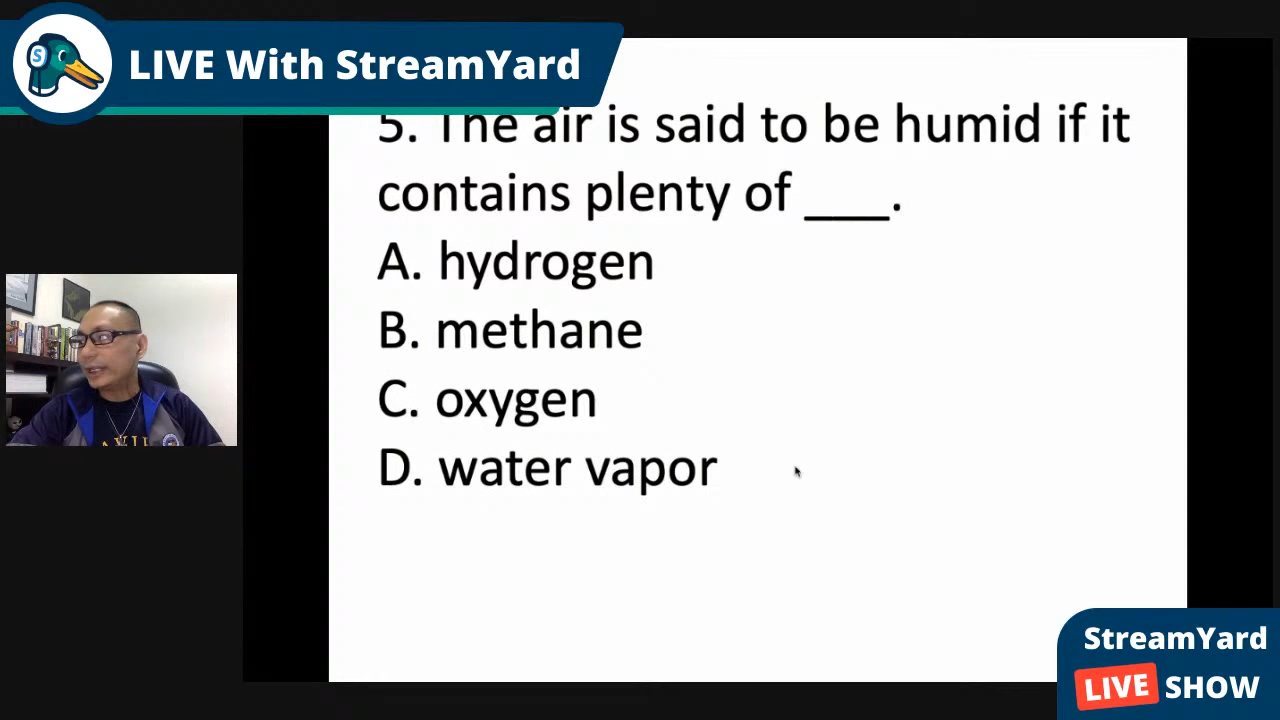 LIVE With StreamYard
5. The air is said to be humid if it
contains plenty of ___.
A. hydrogen
B. methane
C. oxygen
D. water vapor
StreamYard
LIVE SHOW